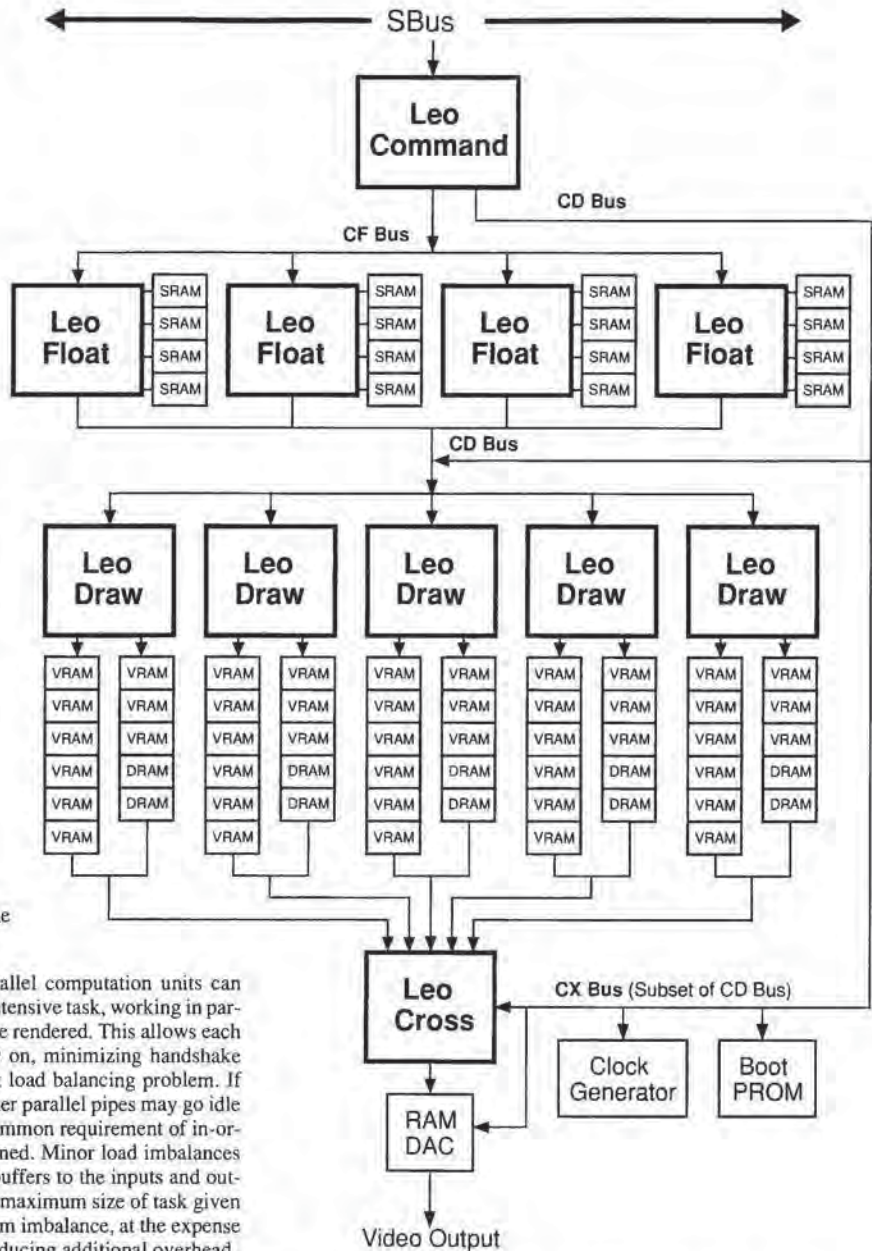 SBus
Leo
Command
CD Bus
CF Bus
Leo
Float
SRAM
SRAM
SRAM
SRAM
Leo
Float
SRAM
SRAM
SRAM
SRAM
Leo
Float
SRAM
SRAM
SRAM
SRAM
Leo
Float
SRAM
SRAM
SRAM
SRAM
CD Bus
Leo
Draw
Leo
Draw
Leo
Draw
Leo
Draw
Leo
Draw
VRAM VRAM VRAM VRAM VRAM VRAM VRAM VRAM VRAM VRAM
VRAM VRAM VRAM VRAM VRAM VRAM VRAM VRAM VRAM VRAM
VRAM VRAM VRAM VRAM VRAM VRAM VRAM VRAM VRAM VRAM
VRAM DRAM VRAM DRAM VRAM DRAM VRAM DRAM VRAM DRAM
VRAM DRAM VRAM DRAM VRAM DRAM VRAM DRAM VRAM DRAM
VRAM VRAM VRAM VRAM VRAM
Leo
Cross
CX Bus (Subset of CD Bus)
Clock
Generator
Boot
PROM
RAM
DAC
Video Output
allel computation units can
tensive task, working in par-
e rendered. This allows each
on, minimizing handshake
load balancing problem. If
er parallel pipes may go idle
mmon requirement of in-or-
ned. Minor load imbalances
uffers to the inputs and out-
maximum size of task given
m imbalance, at the expense
ducing additional overhead.